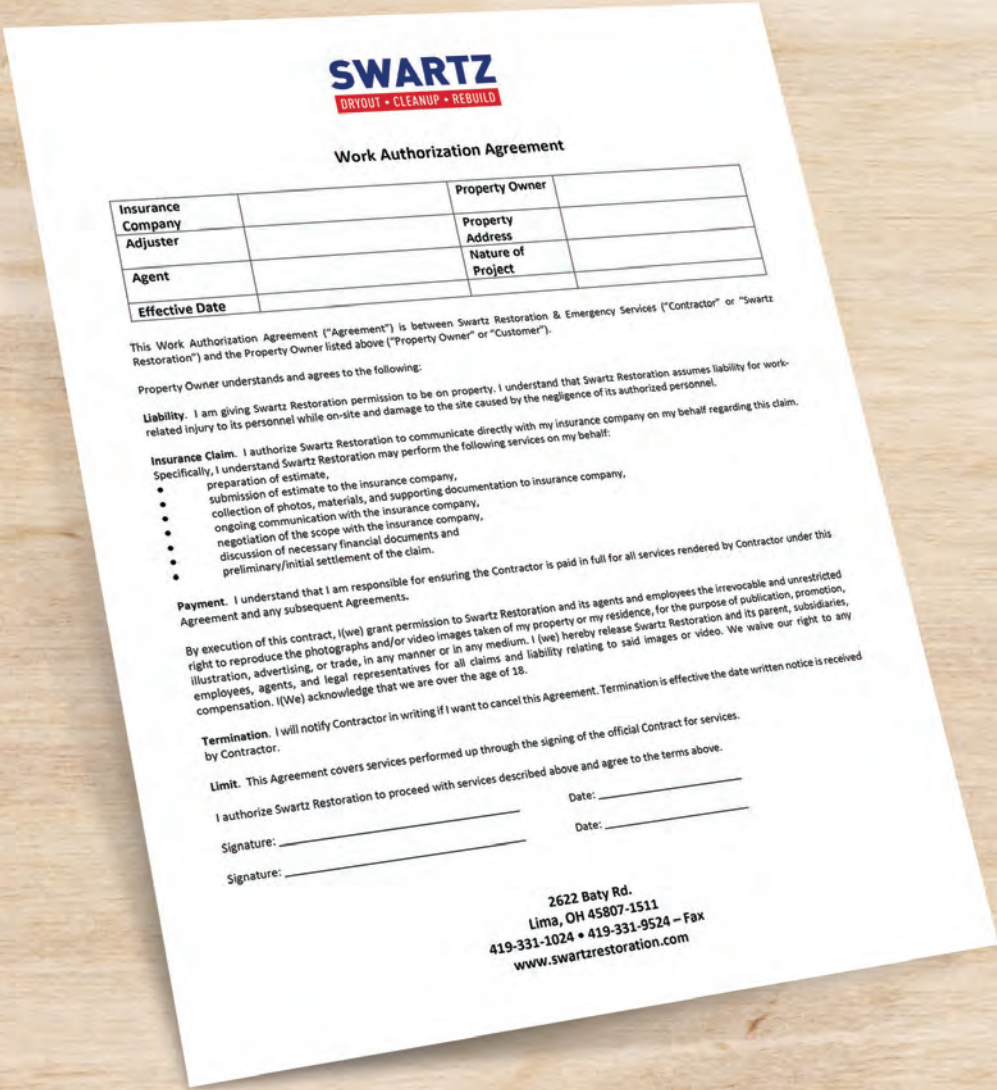 SWARTZ
DRYOUT • CLEANUP • REBUILD
Work Authorization Agreement
Insurance Company
Property Owner
Adjuster
Property Address
Agent
Nature of Project
Effective Date
This Work Authorization Agreement ("Agreement") is between Swartz Restoration & Emergency Services ("Contractor" or "Swartz
Restoration") and the Property Owner listed above ("Property Owner" or "Customer").
Property Owner understands and agrees to the following:
Liability. I am giving Swartz Restoration permission to be on property. I understand that Swartz Restoration assumes liability for work-
related injury to its personnel while on-site and damage to the site caused by the negligence of its authorized personnel.
Insurance Claim. I authorize Swartz Restoration to communicate directly with my insurance company on my behalf regarding this claim.
Specifically, I understand Swartz Restoration may perform the following services on my behalf:
• preparation of estimate,
• submission of estimate to the insurance company,
• collection of photos, materials, and supporting documentation to insurance company,
• ongoing communication with the insurance company,
• negotiation of the scope with the insurance company,
• discussion of necessary financial documents and
• preliminary/initial settlement of the claim.
Payment. I understand that I am responsible for ensuring the Contractor is paid in full for all services rendered by Contractor under this
Agreement and any subsequent Agreements.
By execution of this contract, I(we) grant permission to Swartz Restoration and its agents and employees the irrevocable and unrestricted
right to reproduce the photographs and/or video images taken of my property or my residence, for the purpose of publication, promotion,
illustration, advertising, or trade, in any manner or in any medium. I (we) hereby release Swartz Restoration and its parent, subsidiaries,
employees, agents, and legal representatives for all claims and liability relating to said images or video. We waive our right to any
compensation. I(We) acknowledge that we are over the age of 18.
Termination. I will notify Contractor in writing if I want to cancel this Agreement. Termination is effective the date written notice is received
by Contractor.
Limit. This Agreement covers services performed up through the signing of the official Contract for services.
I authorize Swartz Restoration to proceed with services described above and agree to the terms above.
Signature: Date:
Signature: Date:
2622 Baty Rd.
Lima, OH 45807-1511
419-331-1024 • 419-331-9524 – Fax
www.swartzrestoration.com